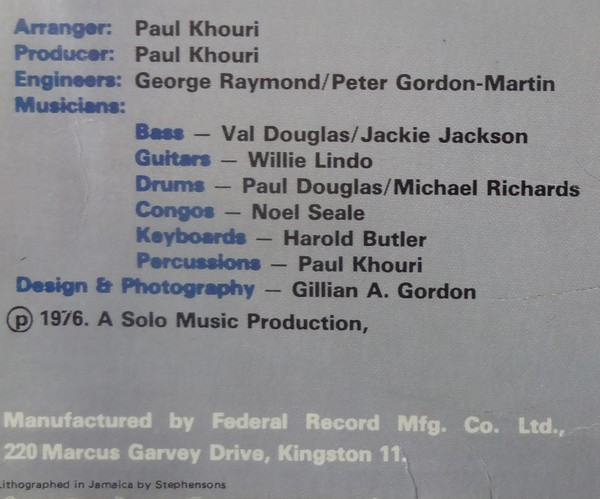 Arranger: Paul Khouri
Producer: Paul Khouri
Engineers: George Raymond/Peter Gordon-Martin
Musicians:
Bass — Val Douglas/Jackie Jackson
Guitars — Willie Lindo
Drums — Paul Douglas/Michael Richards
Congos — Noel Seale
Keyboards — Harold Butler
Percussions — Paul Khouri
Design & Photography — Gillian A. Gordon
℗ 1976. A Solo Music Production,
Manufactured by Federal Record Mfg. Co. Ltd.,
220 Marcus Garvey Drive, Kingston 11.
Lithographed in Jamaica by Stephensons